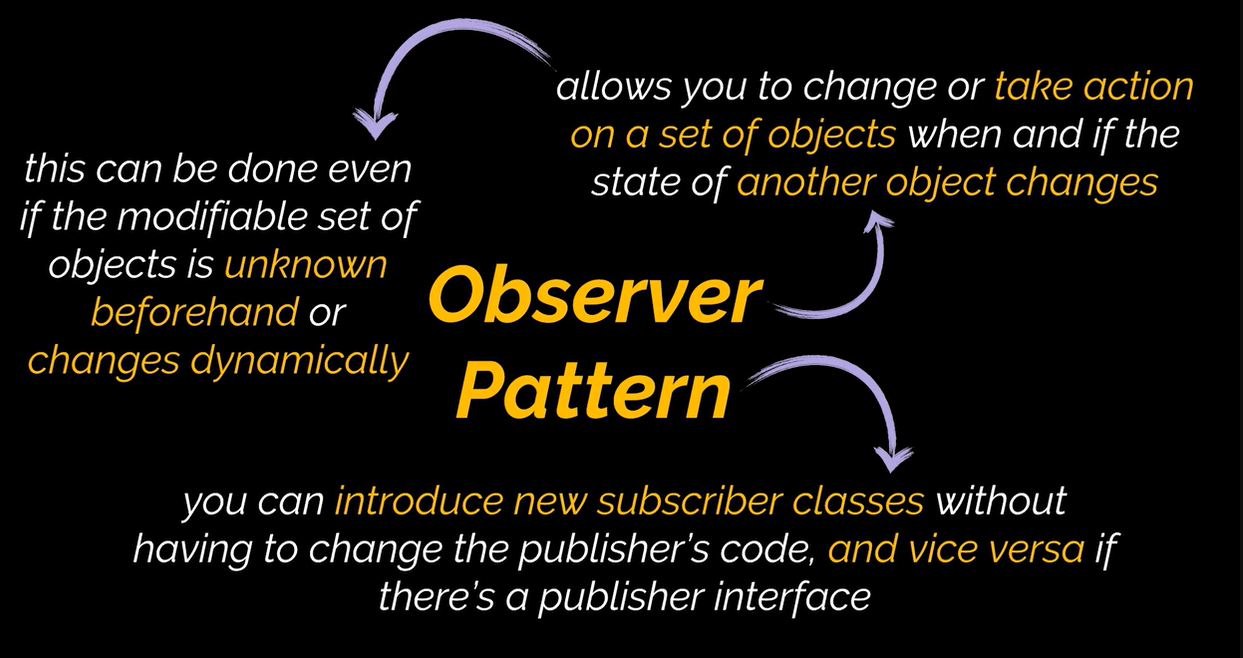 allows you to change or take action
on a set of objects when and if the
state of another object changes
this can be done even
if the modifiable set of
objects is unknown
beforehand or
changes dynamically
Observer
Pattern
you can introduce new subscriber classes without
having to change the publisher's code, and vice versa if
there's a publisher interface